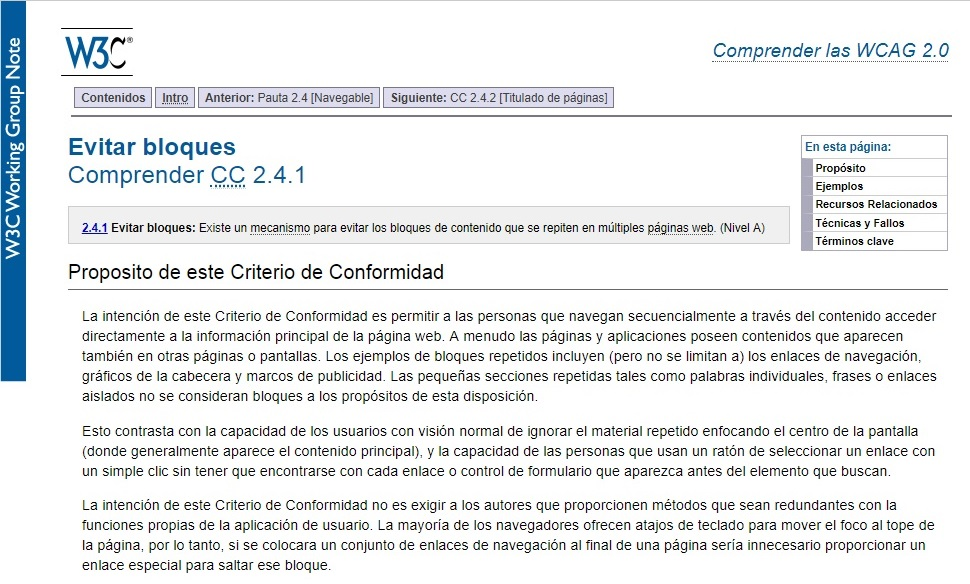 W3C Working Group Note
W3C®
Comprender las WCAG 2.0
Contenidos Intro Anterior: Pauta 2.4 [Navegable] Siguiente: CC 2.4.2 [Titulado de páginas]
Evitar bloques
Comprender CC 2.4.1
En esta página:
Propósito
Ejemplos
Recursos Relacionados
Técnicas y Fallos
Términos clave
2.4.1 Evitar bloques: Existe un mecanismo para evitar los bloques de contenido que se repiten en múltiples páginas web. (Nivel A)
Proposito de este Criterio de Conformidad
La intención de este Criterio de Conformidad es permitir a las personas que navegan secuencialmente a través del contenido acceder
directamente a la información principal de la página web. A menudo las páginas y aplicaciones poseen contenidos que aparecen
también en otras páginas o pantallas. Los ejemplos de bloques repetidos incluyen (pero no se limitan a) los enlaces de navegación,
gráficos de la cabecera y marcos de publicidad. Las pequeñas secciones repetidas tales como palabras individuales, frases o enlaces
aislados no se consideran bloques a los propósitos de esta disposición.
Esto contrasta con la capacidad de los usuarios con visión normal de ignorar el material repetido enfocando el centro de la pantalla
(donde generalmente aparece el contenido principal), y la capacidad de las personas que usan un ratón de seleccionar un enlace con
un simple clic sin tener que encontrarse con cada enlace o control de formulario que aparezca antes del elemento que buscan.
La intención de este Criterio de Conformidad no es exigir a los autores que proporcionen métodos que sean redundantes con la
funciones propias de la aplicación de usuario. La mayoría de los navegadores ofrecen atajos de teclado para mover el foco al tope de
la página, por lo tanto, si se colocara un conjunto de enlaces de navegación al final de una página sería innecesario proporcionar un
enlace especial para saltar ese bloque.